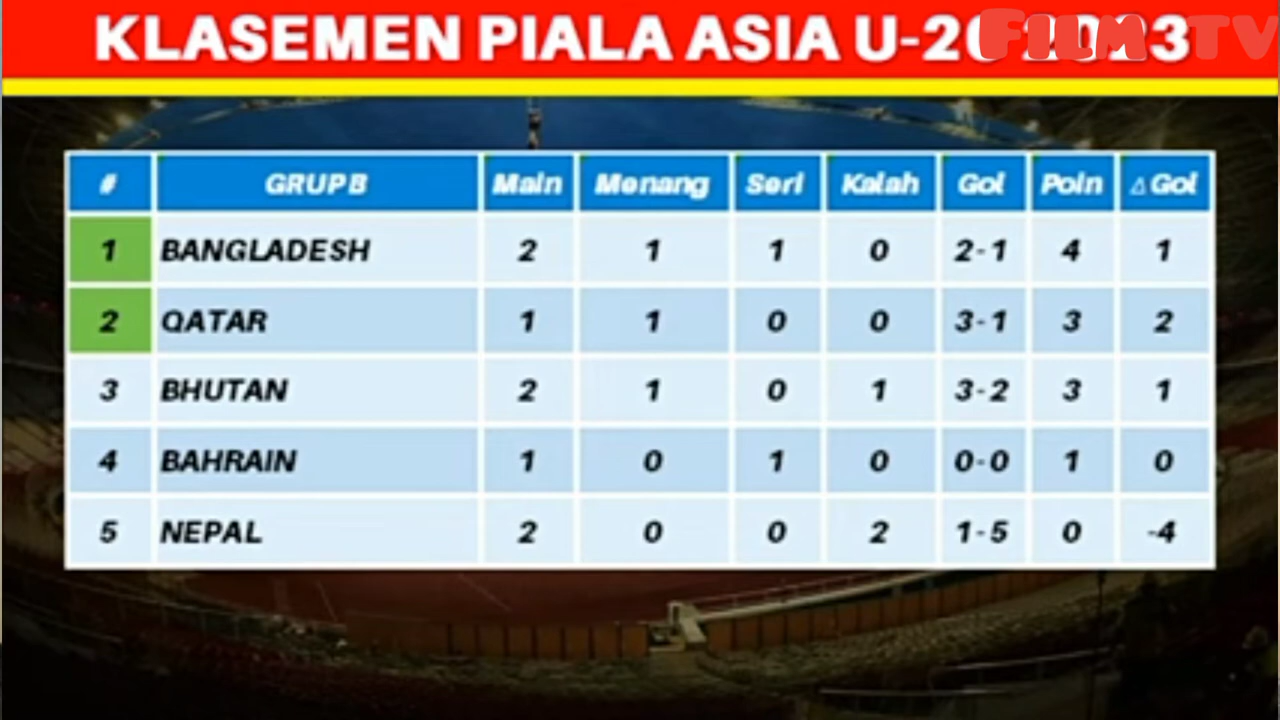 KLASEMEN PIALA ASIA U-20 2023
FILM TV
# GRUP B Main Menang Seri Kalah Gol Poin △Gol
1 BANGLADESH 2 1 1 0 2-1 4 1
2 QATAR 1 1 0 0 3-1 3 2
3 BHUTAN 2 1 0 1 3-2 3 1
4 BAHRAIN 1 0 1 0 0-0 1 0
5 NEPAL 2 0 0 2 1-5 0 -4